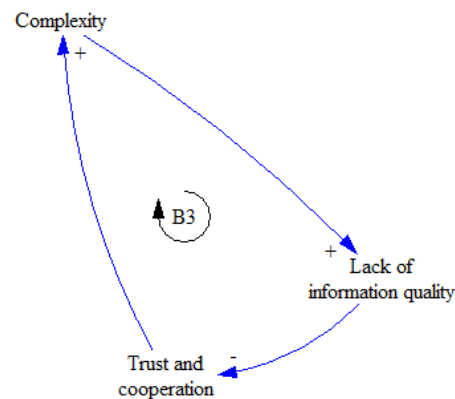 Complexity
+
B3
+
Lack of
information quality
-
Trust and
cooperation